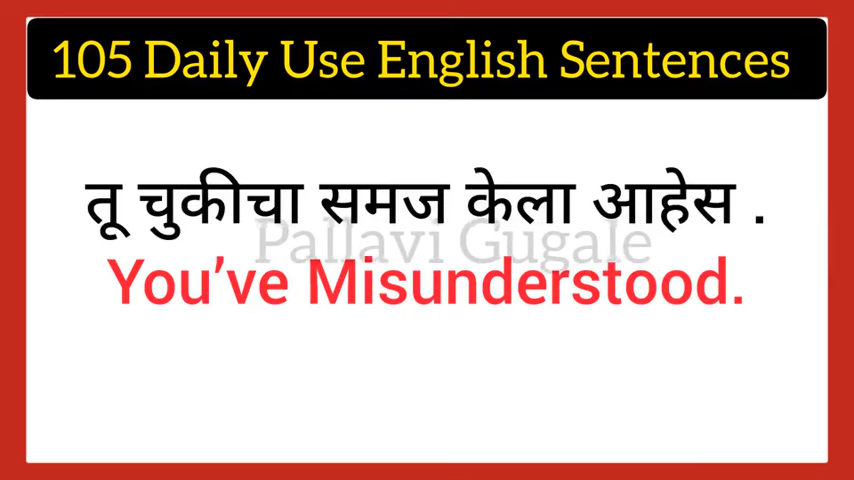 105 Daily Use English Sentences
तू चुकीचा समज केला आहेस .
Pallavi Gugale
You’ve Misunderstood.